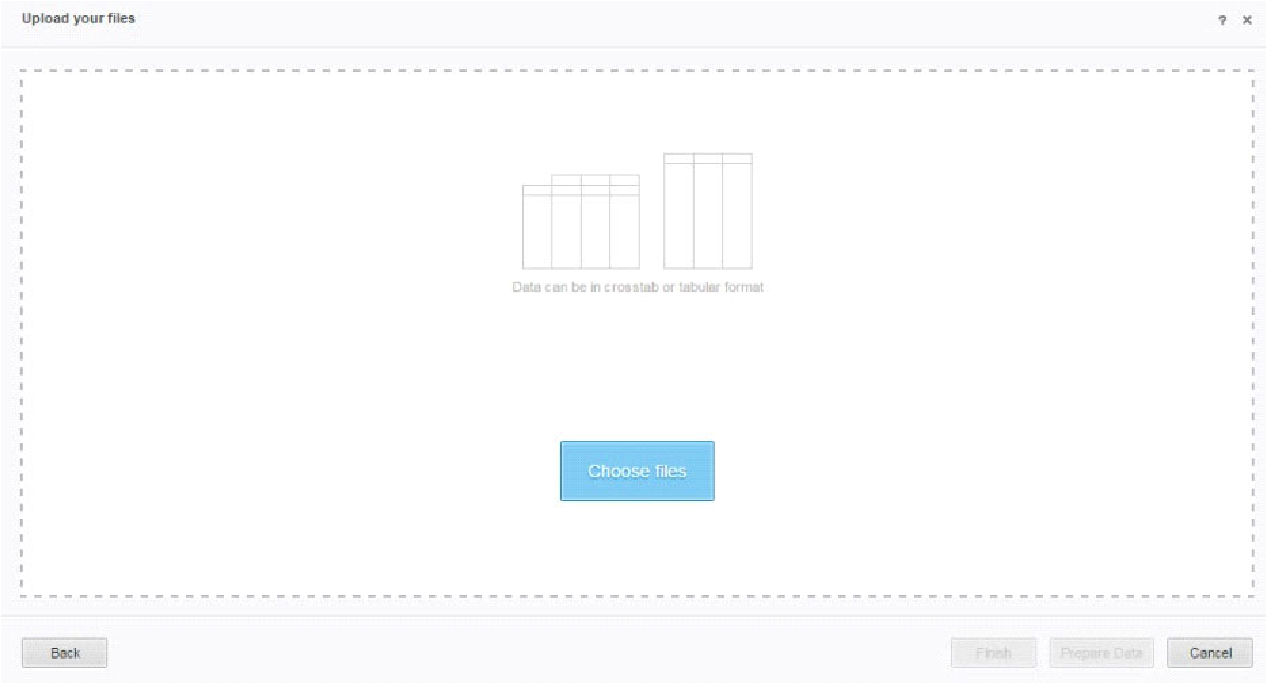 Upload your files
? ×
Data can be in crosstab or tabular format
Choose files
Back
Finish
Prepare Data
Cancel